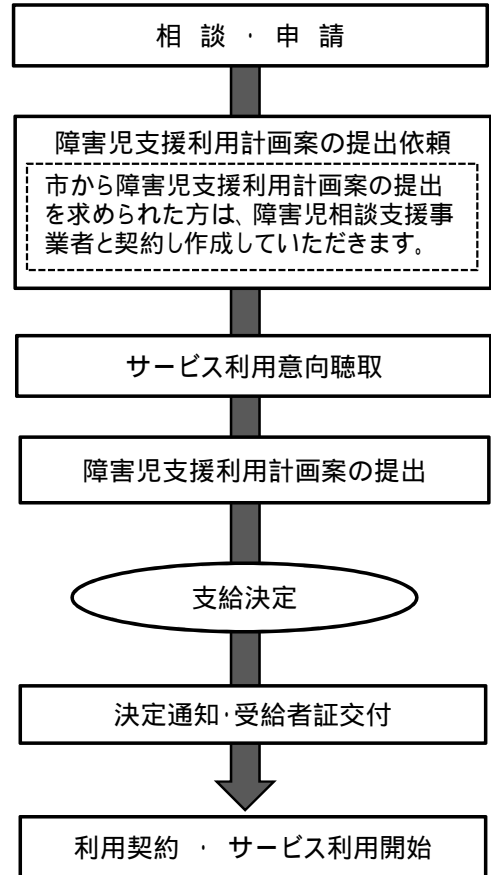 相 談 ・ 申 請
障害児支援利用計画案の提出依頼
市から障害児支援利用計画案の提出
を求められた方は、障害児相談支援事
業者と契約し作成していただきます。
サービス利用意向聴取
障害児支援利用計画案の提出
支給決定
決定通知・受給者証交付
利用契約 ・ サービス利用開始